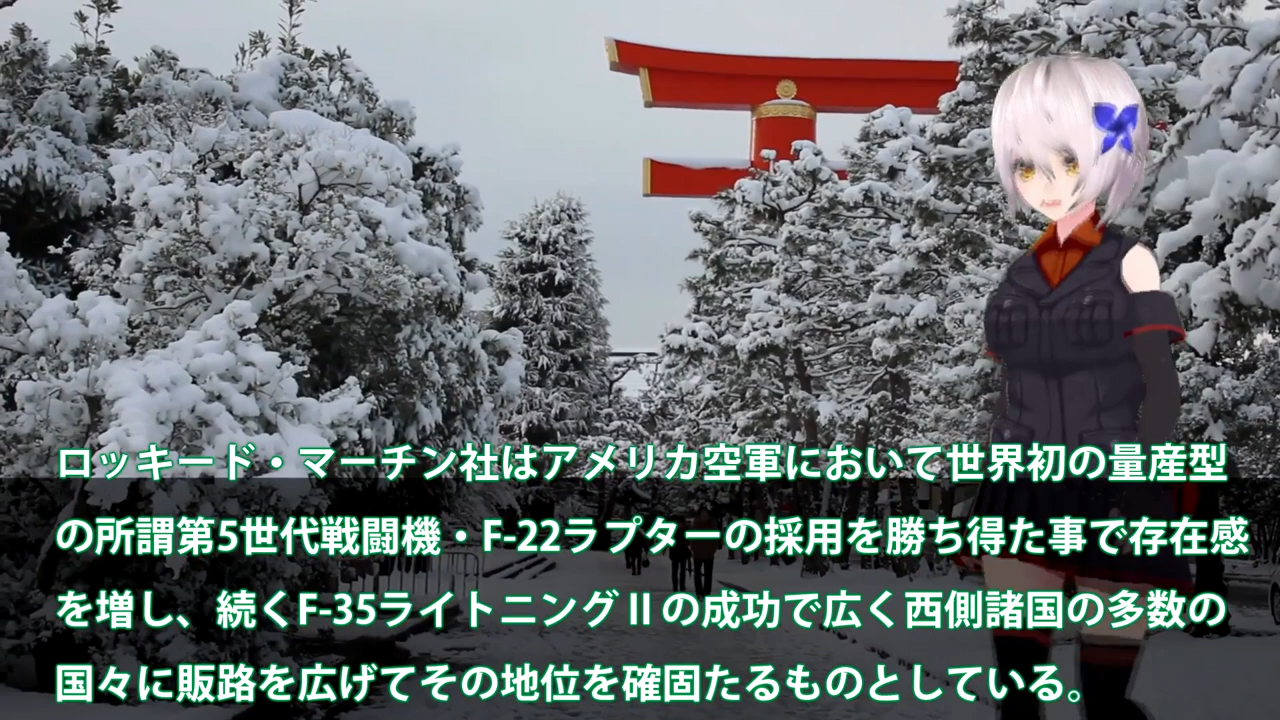 ロッキード・マーチン社はアメリカ空軍において世界初の量産型
の所謂第5世代戦闘機・F-22ラプターの採用を勝ち得た事で存在感
を増し、続くF-35ライトニングⅡの成功で広く西側諸国の多数の
国々に販路を広げてその地位を確固たるものとしている。